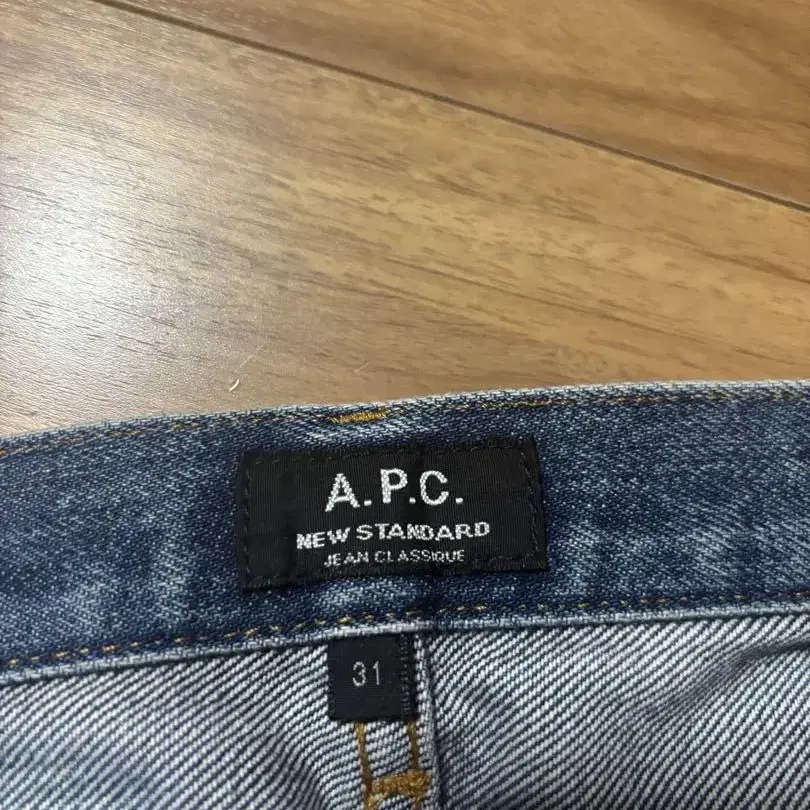 A.P.C.
NEW STANDARD
JEAN CLASSIQUE
31